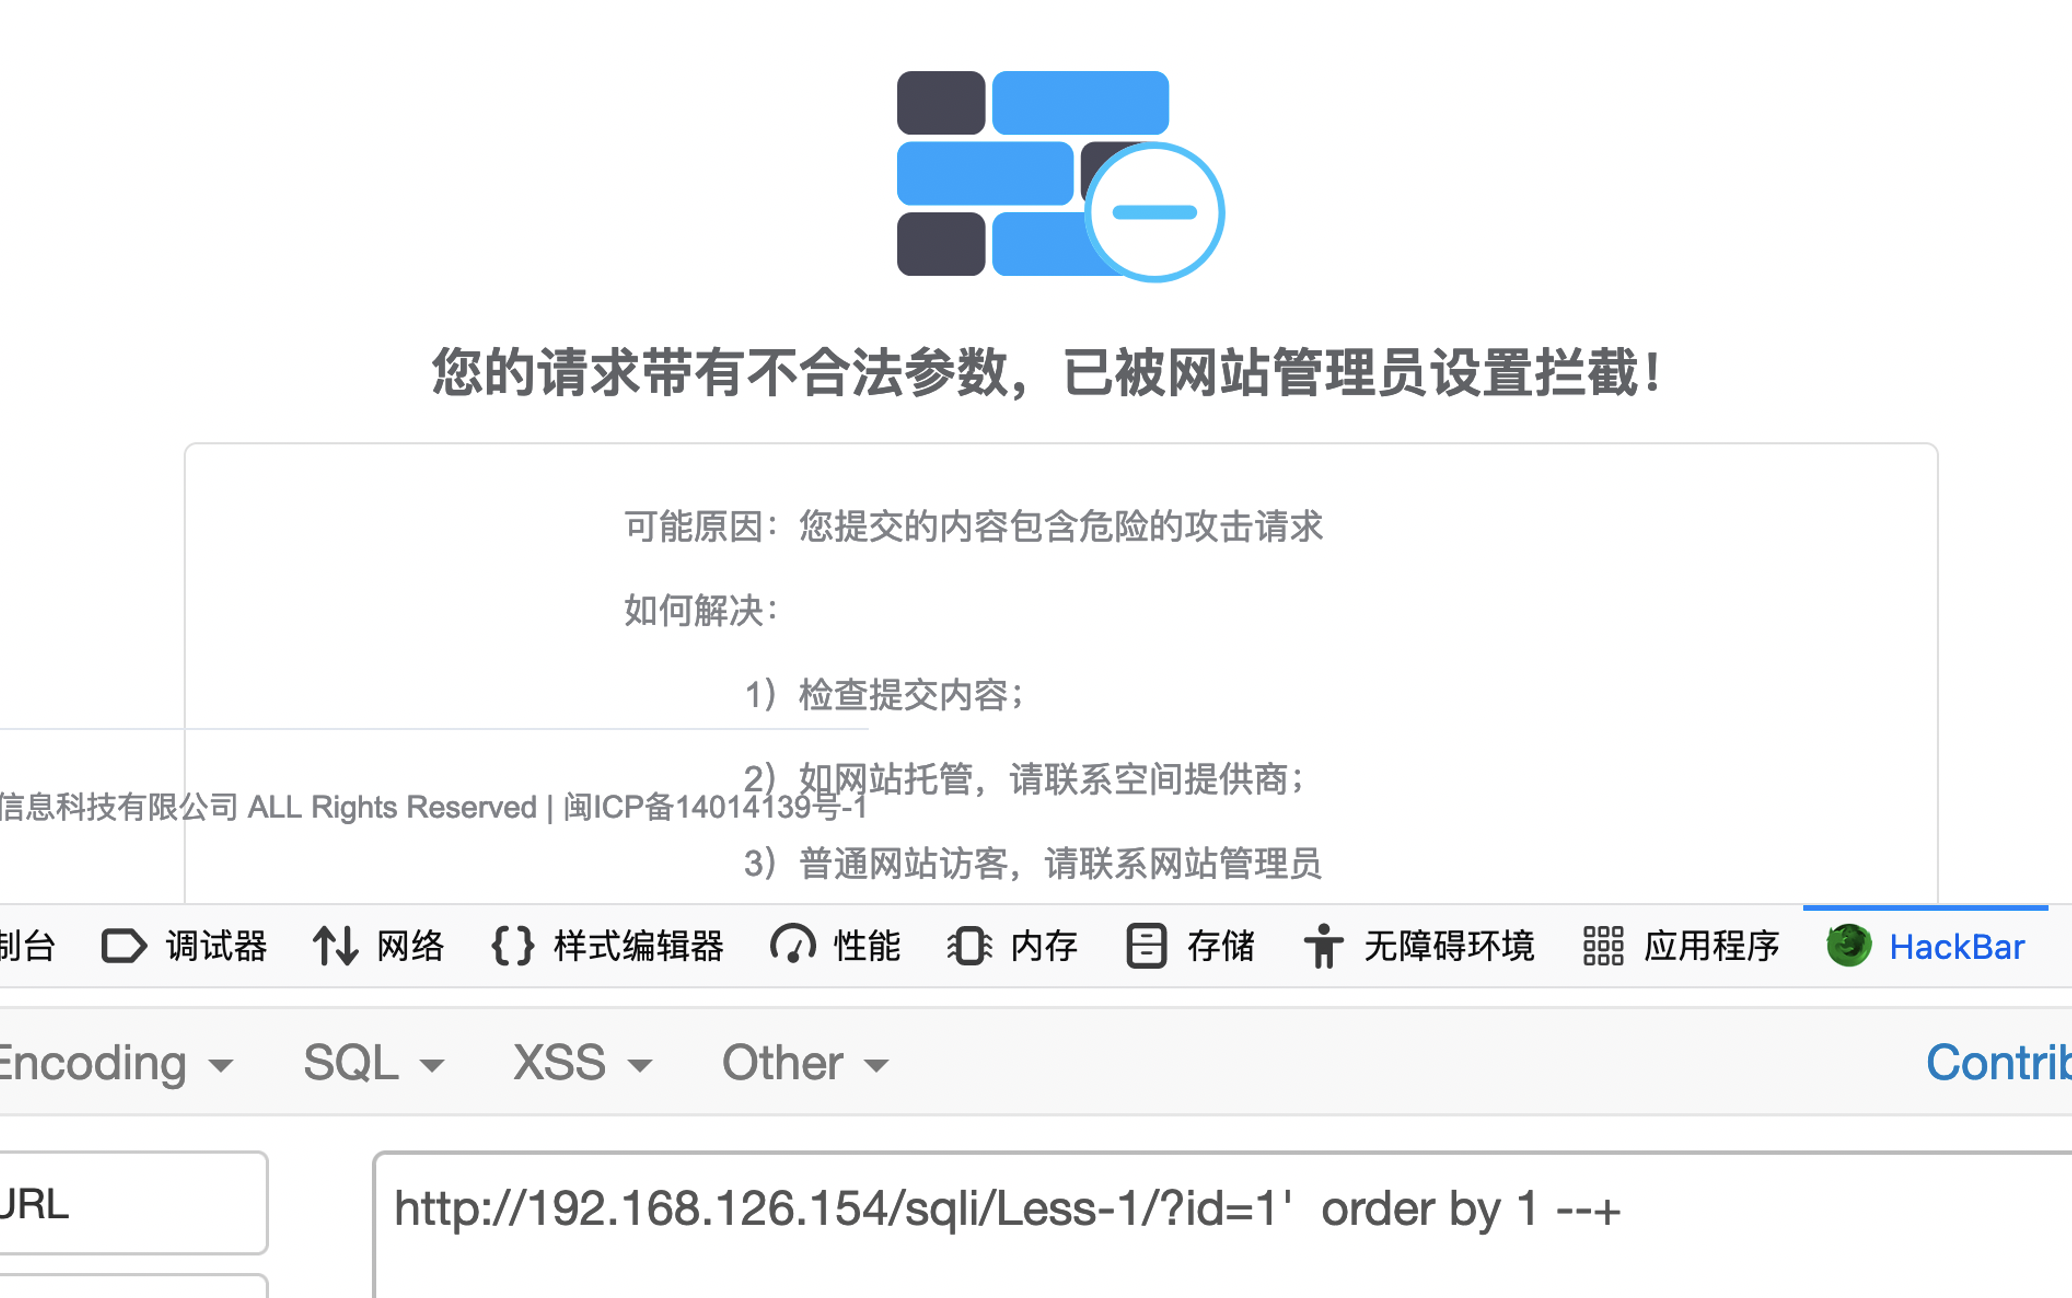 您的请求带有不合法参数，已被网站管理员设置拦截！
可能原因：您提交的内容包含危险的攻击请求
如何解决：
1）检查提交内容；
2）如网站托管，请联系空间提供商；
信息科技有限公司 ALL Rights Reserved | 闽ICP备14014139号-1
3）普通网站访客，请联系网站管理员
制台 调试器 网络 样式编辑器 性能 内存 存储 无障碍环境 应用程序 HackBar
Encoding SQL XSS Other Contrib
URL
http://192.168.126.154/sqli/Less-1/?id=1'  order by 1 --+